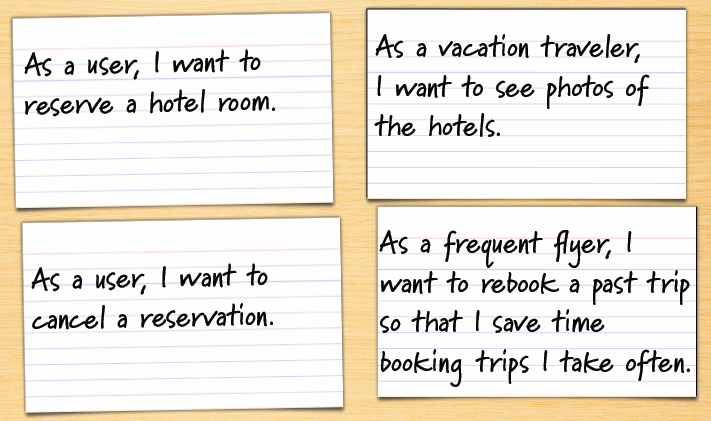 As a user, I want to
reserve a hotel room.
As a vacation traveler,
I want to see photos of
the hotels.
As a user, I want to
cancel a reservation.
As a frequent flyer, I
want to rebook a past trip
so that I save time
booking trips I take often.